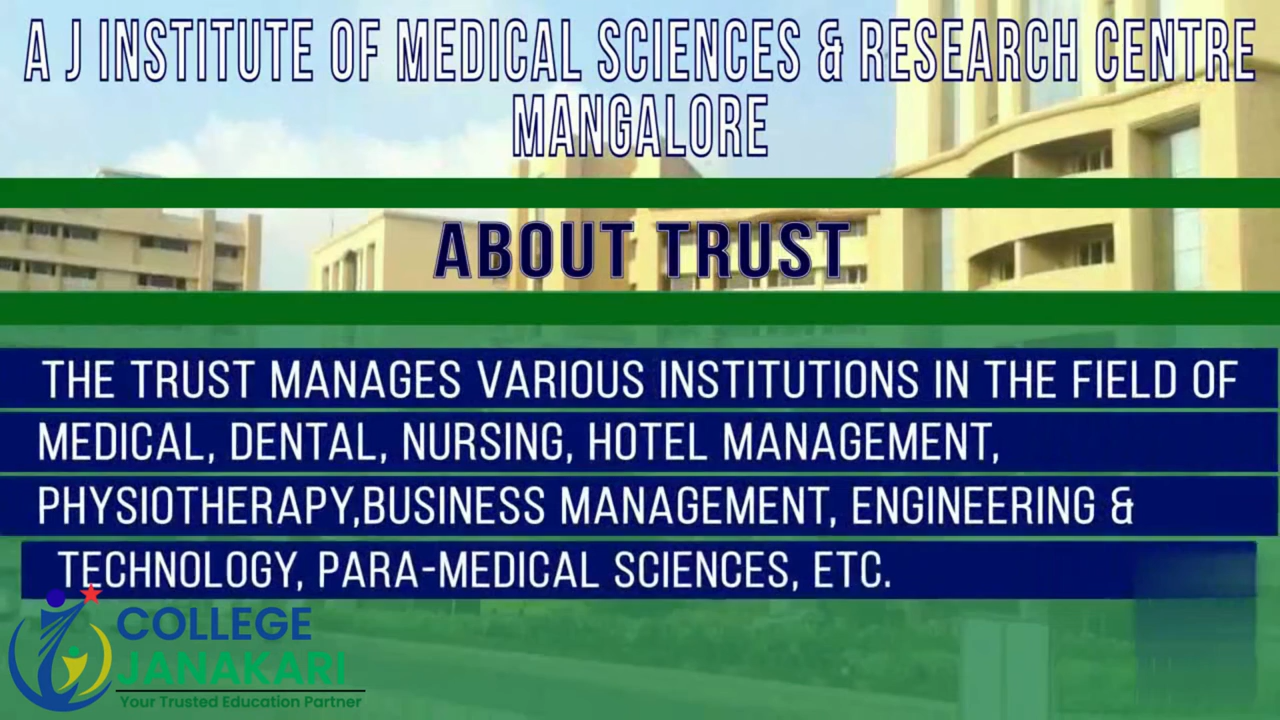 A J INSTITUTE OF MEDICAL SCIENCES & RESEARCH CENTRE
MANGALORE
ABOUT TRUST
THE TRUST MANAGES VARIOUS INSTITUTIONS IN THE FIELD OF
MEDICAL, DENTAL, NURSING, HOTEL MANAGEMENT,
PHYSIOTHERAPY,BUSINESS MANAGEMENT, ENGINEERING &
TECHNOLOGY, PARA-MEDICAL SCIENCES, ETC.
COLLEGE
JANAKARI
Your Trusted Education Partner